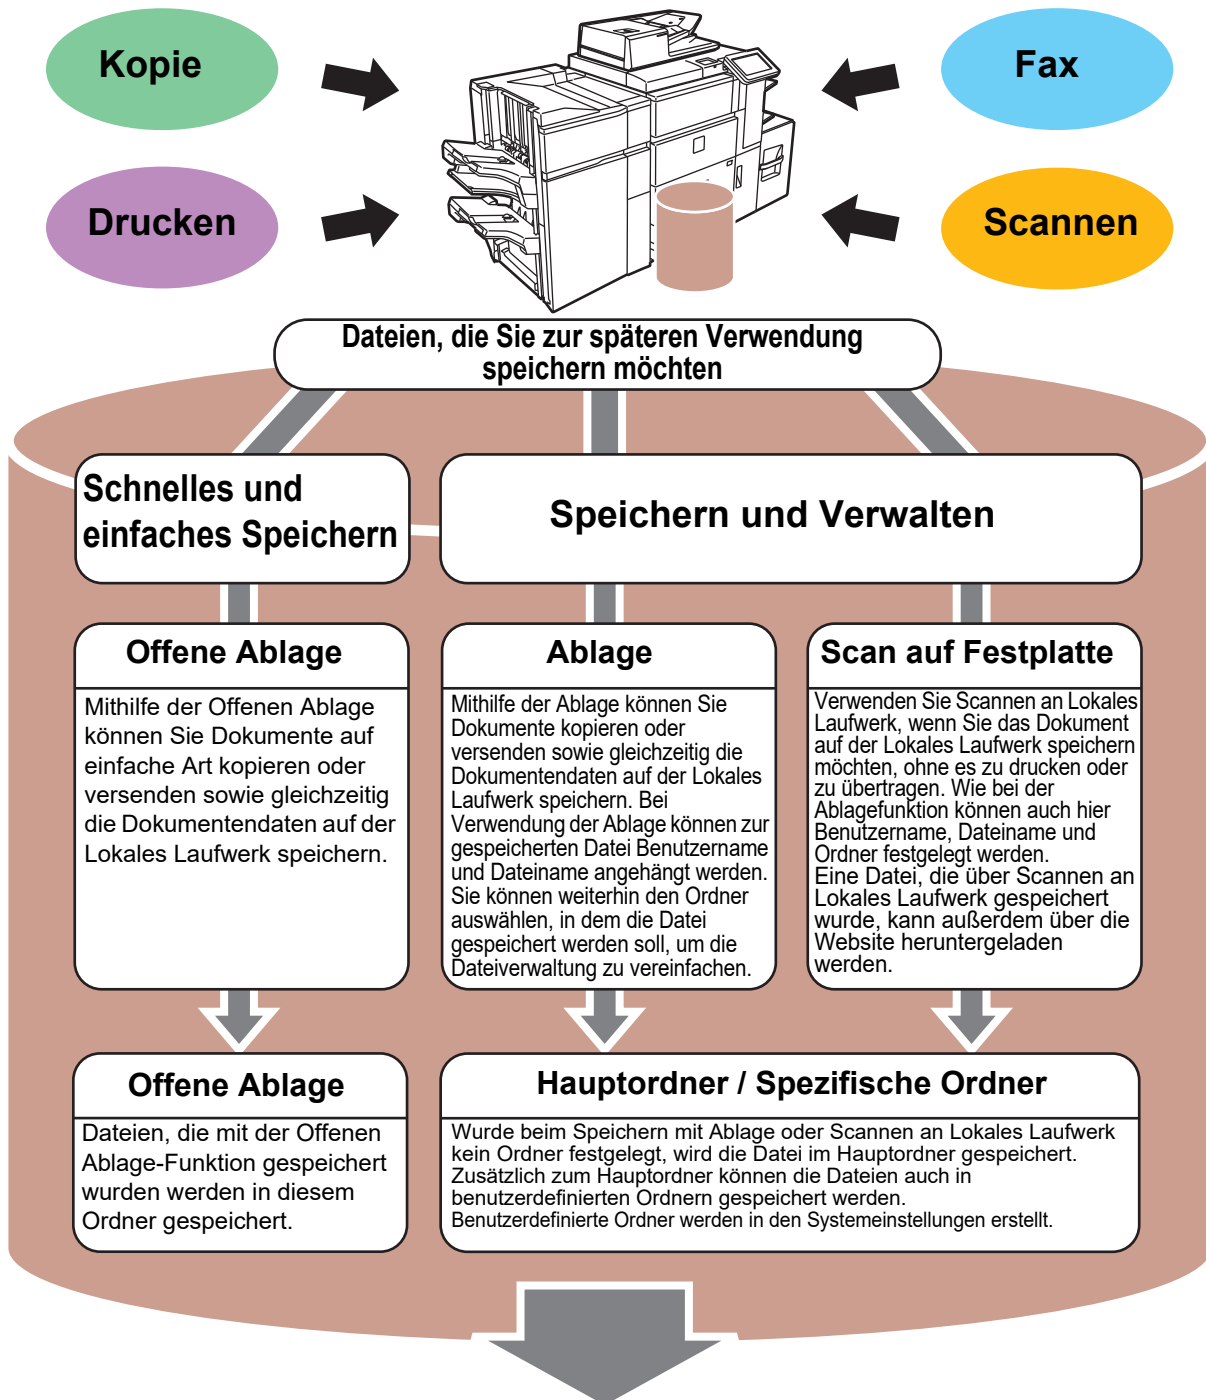 Kopie
Fax
Drucken
Scannen
Dateien, die Sie zur späteren Verwendung
speichern möchten
Schnelles und
einfaches Speichern
Speichern und Verwalten
Offene Ablage
Mithilfe der Offenen Ablage
können Sie Dokumente auf
einfache Art kopieren oder
versenden sowie gleichzeitig
die Dokumentendaten auf der
Lokales Laufwerk speichern.
Ablage
Mithilfe der Ablage können Sie
Dokumente kopieren oder
versenden sowie gleichzeitig die
Dokumentendaten auf der Lokales
Laufwerk speichern. Bei
Verwendung der Ablage können zur
gespeicherten Datei Benutzername
und Dateiname angehängt werden.
Sie können weiterhin den Ordner
auswählen, in dem die Datei
gespeichert werden soll, um die
Dateiverwaltung zu vereinfachen.
Scan auf Festplatte
Verwenden Sie Scannen an Lokales
Laufwerk, wenn Sie das Dokument
auf der Lokales Laufwerk speichern
möchten, ohne es zu drucken oder
zu übertragen. Wie bei der
Ablagefunktion können auch hier
Benutzername, Dateiname und
Ordner festgelegt werden.
Eine Datei, die über Scannen an
Lokales Laufwerk gespeichert
wurde, kann außerdem über die
Website heruntergeladen
werden.
Offene Ablage
Dateien, die mit der Offenen
Ablage-Funktion gespeichert
wurden werden in diesem
Ordner gespeichert.
Hauptordner / Spezifische Ordner
Wurde beim Speichern mit Ablage oder Scannen an Lokales Laufwerk
kein Ordner festgelegt, wird die Datei im Hauptordner gespeichert.
Zusätzlich zum Hauptordner können die Dateien auch in
benutzerdefinierten Ordnern gespeichert werden.
Benutzerdefinierte Ordner werden in den Systemeinstellungen erstellt.